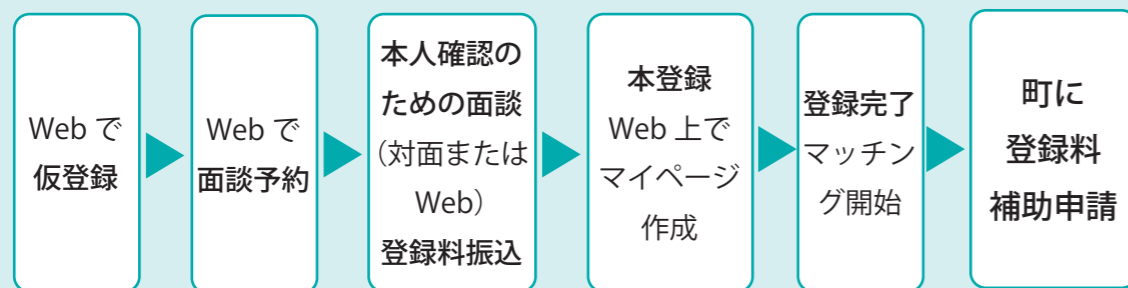 Web で
仮登録
Web で
面談予約
本人確認の
ための面談
（対面または
Web）
登録料振込
本登録
Web 上で
マイページ
作成
登録完了
マッチン
グ開始
町に
登録料
補助申請